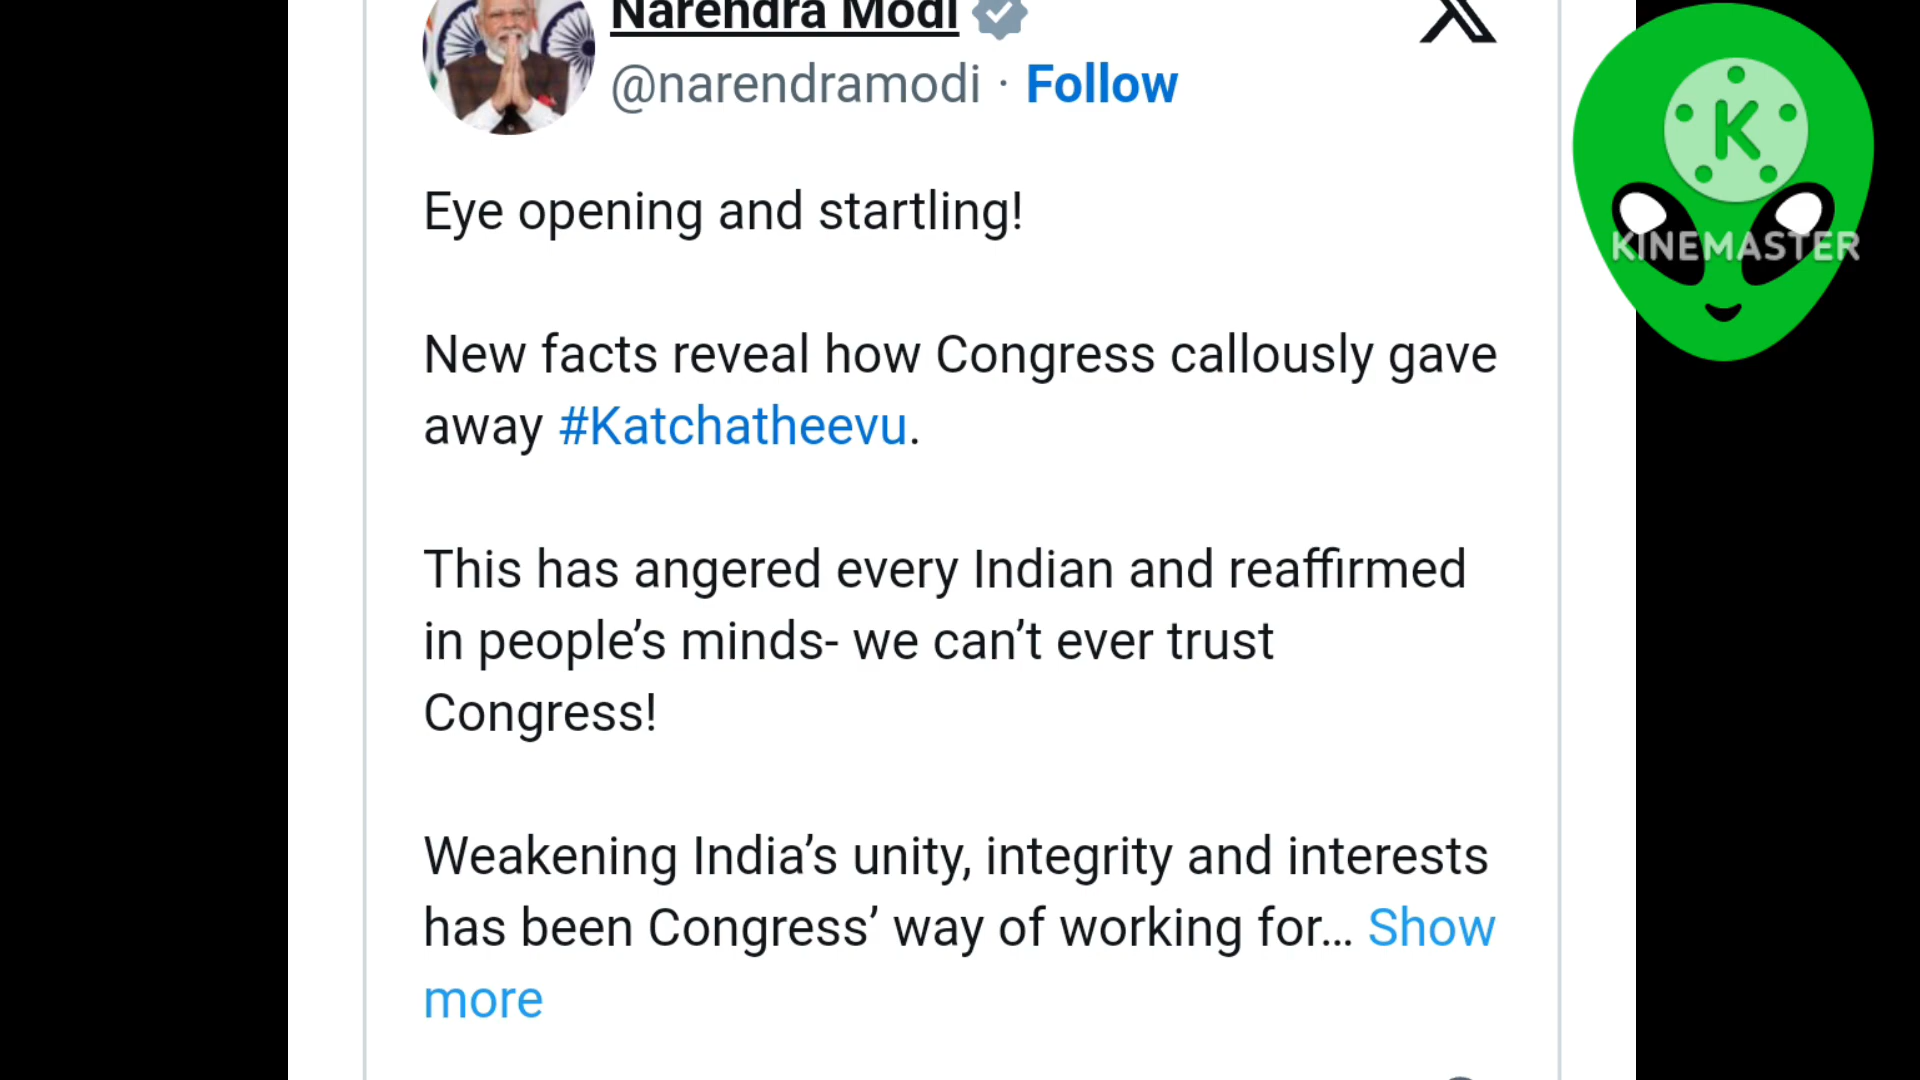 Narendra Modi
@narendramodi · Follow
Eye opening and startling!
New facts reveal how Congress callously gave
away #Katchatheevu.
This has angered every Indian and reaffirmed
in people’s minds- we can’t ever trust
Congress!
Weakening India’s unity, integrity and interests
has been Congress’ way of working for... Show
more
K
KINEMASTER